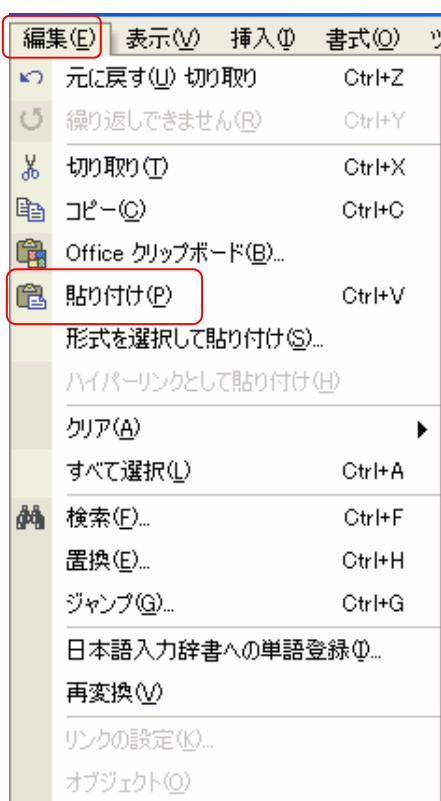 編集(E) 表示(V) 挿入(I) 書式(O) ツ
元に戻す(U) 切り取り Ctrl+Z
繰り返しできません(R) Ctrl+Y
切り取り(T) Ctrl+X
コピー(C) Ctrl+C
Office クリップボード(B)...
貼り付け(P) Ctrl+V
形式を選択して貼り付け(S)...
ハイパーリンクとして貼り付け(H)
クリア(A)
すべて選択(L) Ctrl+A
検索(F)... Ctrl+F
置換(E)... Ctrl+H
ジャンプ(G)... Ctrl+G
日本語入力辞書への単語登録(I)...
再変換(V)
リンクの設定(K)...
オブジェクト(O)